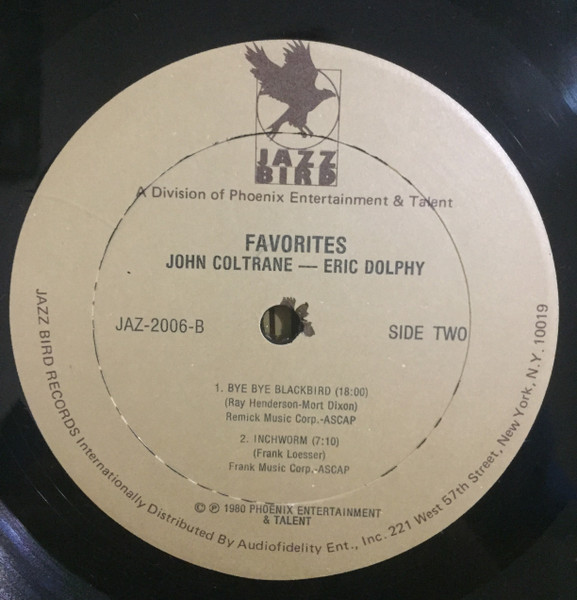 JAZZ
BIRD
A Division of Phoenix Entertainment & Talent
FAVORITES
JOHN COLTRANE — ERIC DOLPHY
JAZ-2006-B
SIDE TWO
1. BYE BYE BLACKBIRD (18:00)
(Ray Henderson-Mort Dixon)
Remick Music Corp.-ASCAP
2. INCHWORM (7:10)
(Frank Loesser)
Frank Music Corp.-ASCAP
© ℗ 1980 PHOENIX ENTERTAINMENT
& TALENT
JAZZ BIRD RECORDS Internationally Distributed By Audiofidelity Ent., Inc. 221 West 57th Street, New York, N.Y. 10019